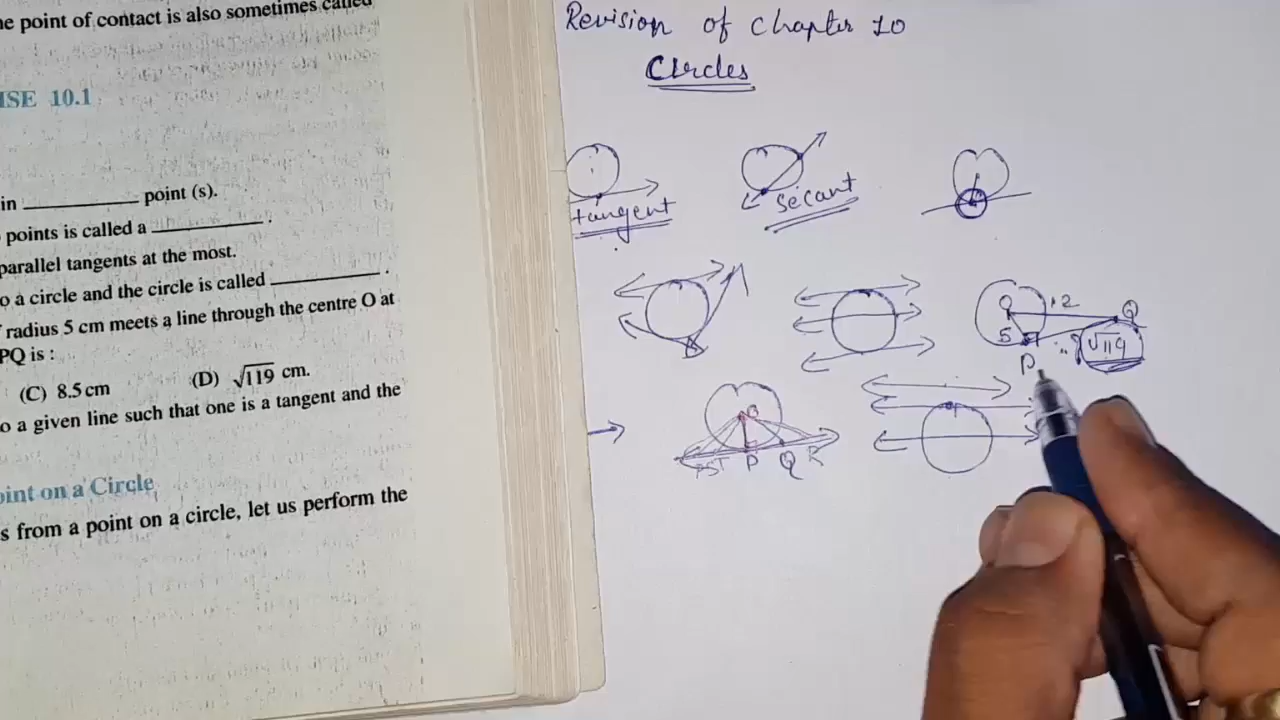 he point of contact is also sometimes called
ISE 10.1
in ________ point (s).
points is called a ________ .
parallel tangents at the most.
o a circle and the circle is called ________ .
radius 5 cm meets a line through the centre O at
PQ is :
(C) 8.5 cm (D) √119 cm.
o a given line such that one is a tangent and the
oint on a Circle
s from a point on a circle, let us perform the
Revision of Chapter 10
Circles
tangent
secant
O 12 Q
5 √119
P
O
S T P Q R